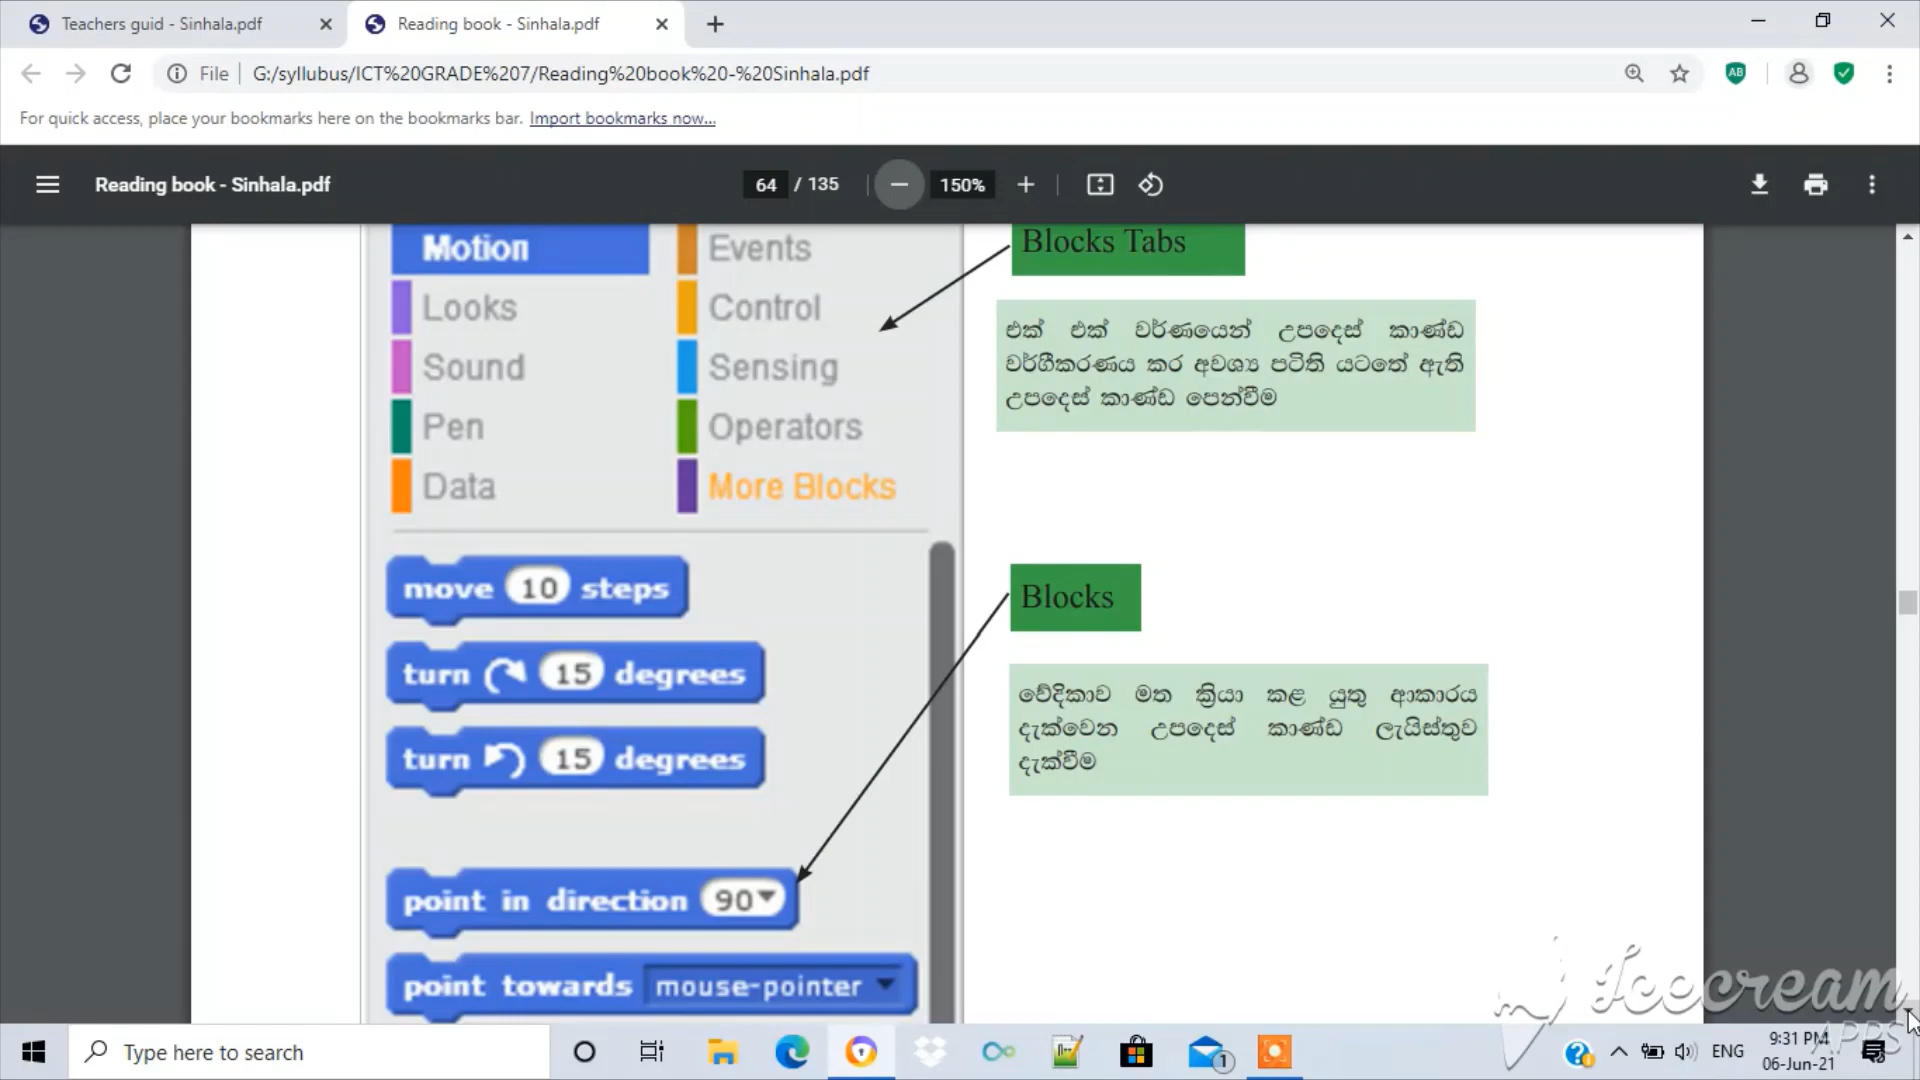 Teachers guid - Sinhala.pdf
Reading book - Sinhala.pdf
File
G:/syllubus/ICT%20GRADE%207/Reading%20book%20-%20Sinhala.pdf
For quick access, place your bookmarks here on the bookmarks bar. Import bookmarks now...
Reading book - Sinhala.pdf
64 / 135
150%
Motion
Events
Looks
Control
Sound
Sensing
Pen
Operators
Data
More Blocks
Blocks Tabs
එක් එක් වර්ණයෙන් උපදෙස් කාණ්ඩ
වර්ගීකරණය කර අවශ්‍ය පටිති යටතේ ඇති
උපදෙස් කාණ්ඩ පෙන්වීම
move 10 steps
turn 15 degrees
turn 15 degrees
point in direction 90
point towards mouse-pointer
Blocks
වේදිකාව මත ක්‍රියා කළ යුතු ආකාරය
දැක්වෙන උපදෙස් කාණ්ඩ ලැයිස්තුව
දැක්වීම
Icecream
APPS
Type here to search
1
ENG
9:31 PM
06-Jun-21